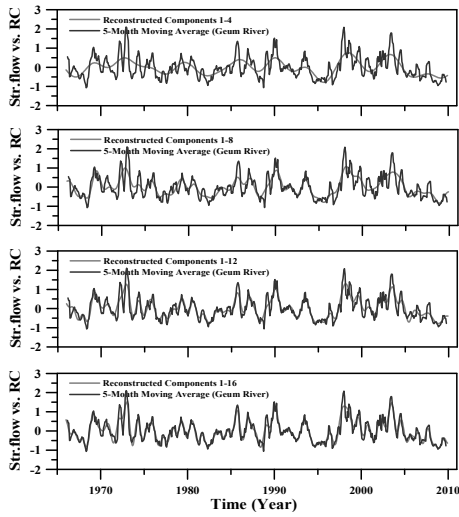 3
2
1
0
-1
-2
Str.flow vs. RC
Reconstructed Components 1-4
5-Month Moving Average (Geum River)
3
2
1
0
-1
-2
Str.flow vs. RC
Reconstructed Components 1-8
5-Month Moving Average (Geum River)
3
2
1
0
-1
-2
Str.flow vs. RC
Reconstructed Components 1-12
5-Month Moving Average (Geum River)
3
2
1
0
-1
-2
Str.flow vs. RC
Reconstructed Components 1-16
5-Month Moving Average (Geum River)
1970 1980 1990 2000 2010
Time (Year)